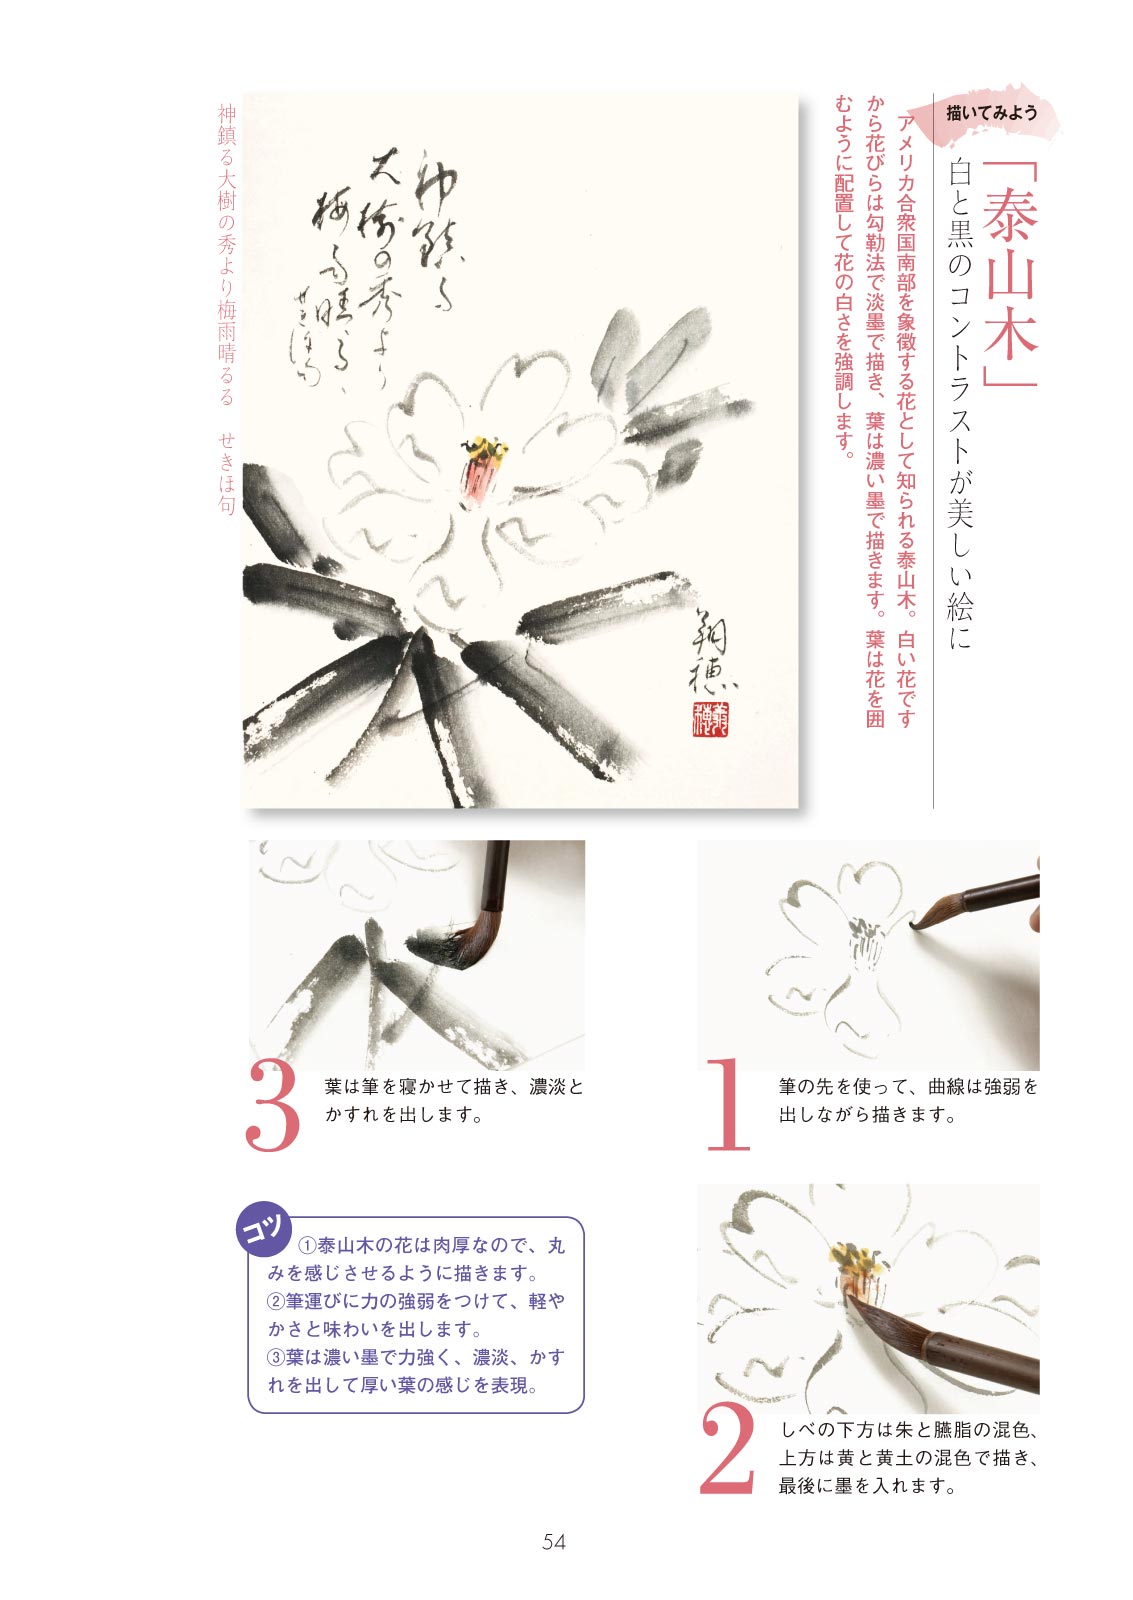 描いてみよう
「泰山木」
白と黒のコントラストが美しい絵に
アメリカ合衆国南部を象徴する花として知られる泰山木。白い花です
から花びらは勾勒法で淡墨で描き、葉は濃い墨で描きます。葉は花を囲
むように配置して花の白さを強調します。
神鎮る
大樹の秀より
梅雨晴るる
せきほ句
翔穂
神鎮る大樹の秀より梅雨晴るる　せきほ句
1
筆の先を使って、曲線は強弱を
出しながら描きます。
2
しべの下方は朱と臙脂の混色、
上方は黄と黄土の混色で描き、
最後に墨を入れます。
3
葉は筆を寝かせて描き、濃淡と
かすれを出します。
コツ
①泰山木の花は肉厚なので、丸
みを感じさせるように描きます。
②筆運びに力の強弱をつけて、軽や
かさと味わいを出します。
③葉は濃い墨で力強く、濃淡、かす
れを出して厚い葉の感じを表現。
54